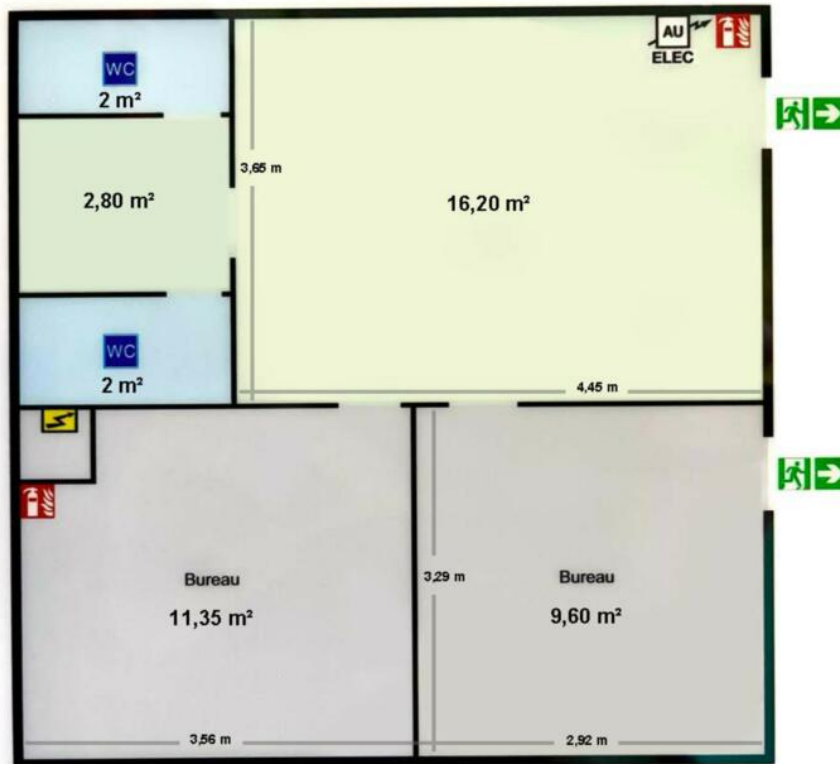 WC
2 m²
AU
ELEC
3,65 m
2,80 m²
16,20 m²
WC
2 m²
4,45 m
Bureau
11,35 m²
3,29 m
Bureau
9,60 m²
3,56 m
2,92 m